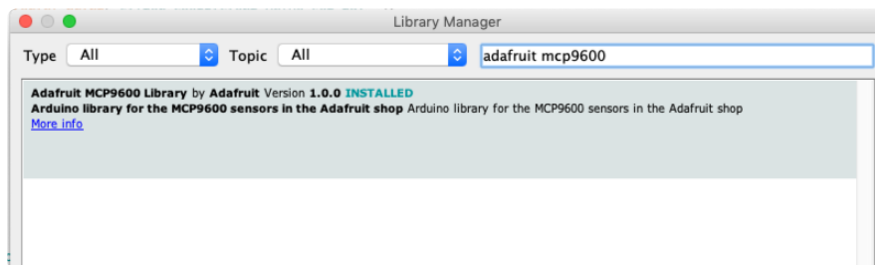 Library Manager
Type All Topic All adafruit mcp9600
Adafruit MCP9600 Library by Adafruit Version 1.0.0 INSTALLED
Arduino library for the MCP9600 sensors in the Adafruit shop Arduino library for the MCP9600 sensors in the Adafruit shop
More info